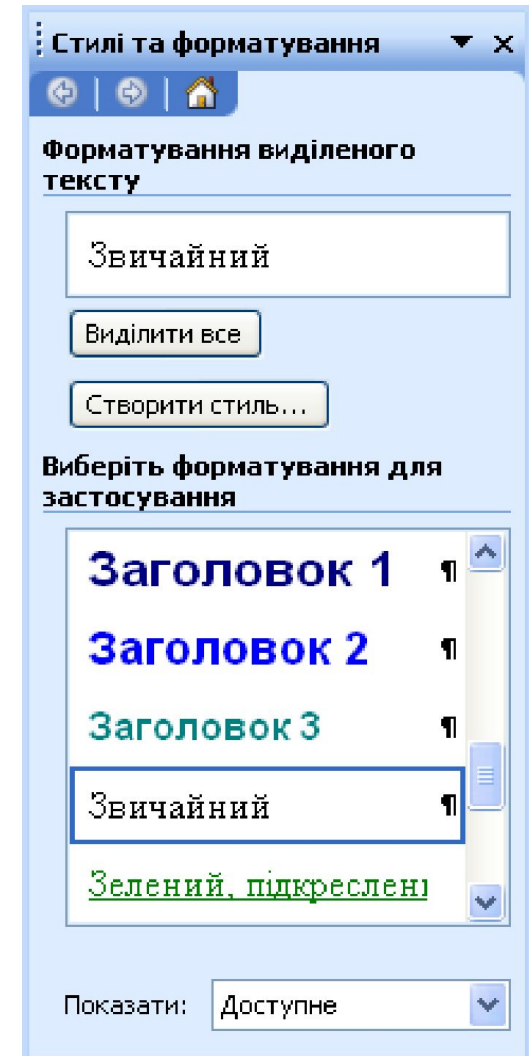 Стилі та форматування
Форматування виділеного
тексту
Звичайний
Виділити все
Створити стиль...
Виберіть форматування для
застосування
Заголовок 1 ¶
Заголовок 2 ¶
Заголовок 3 ¶
Звичайний ¶
Зелений, підкреслени
Показати: Доступне